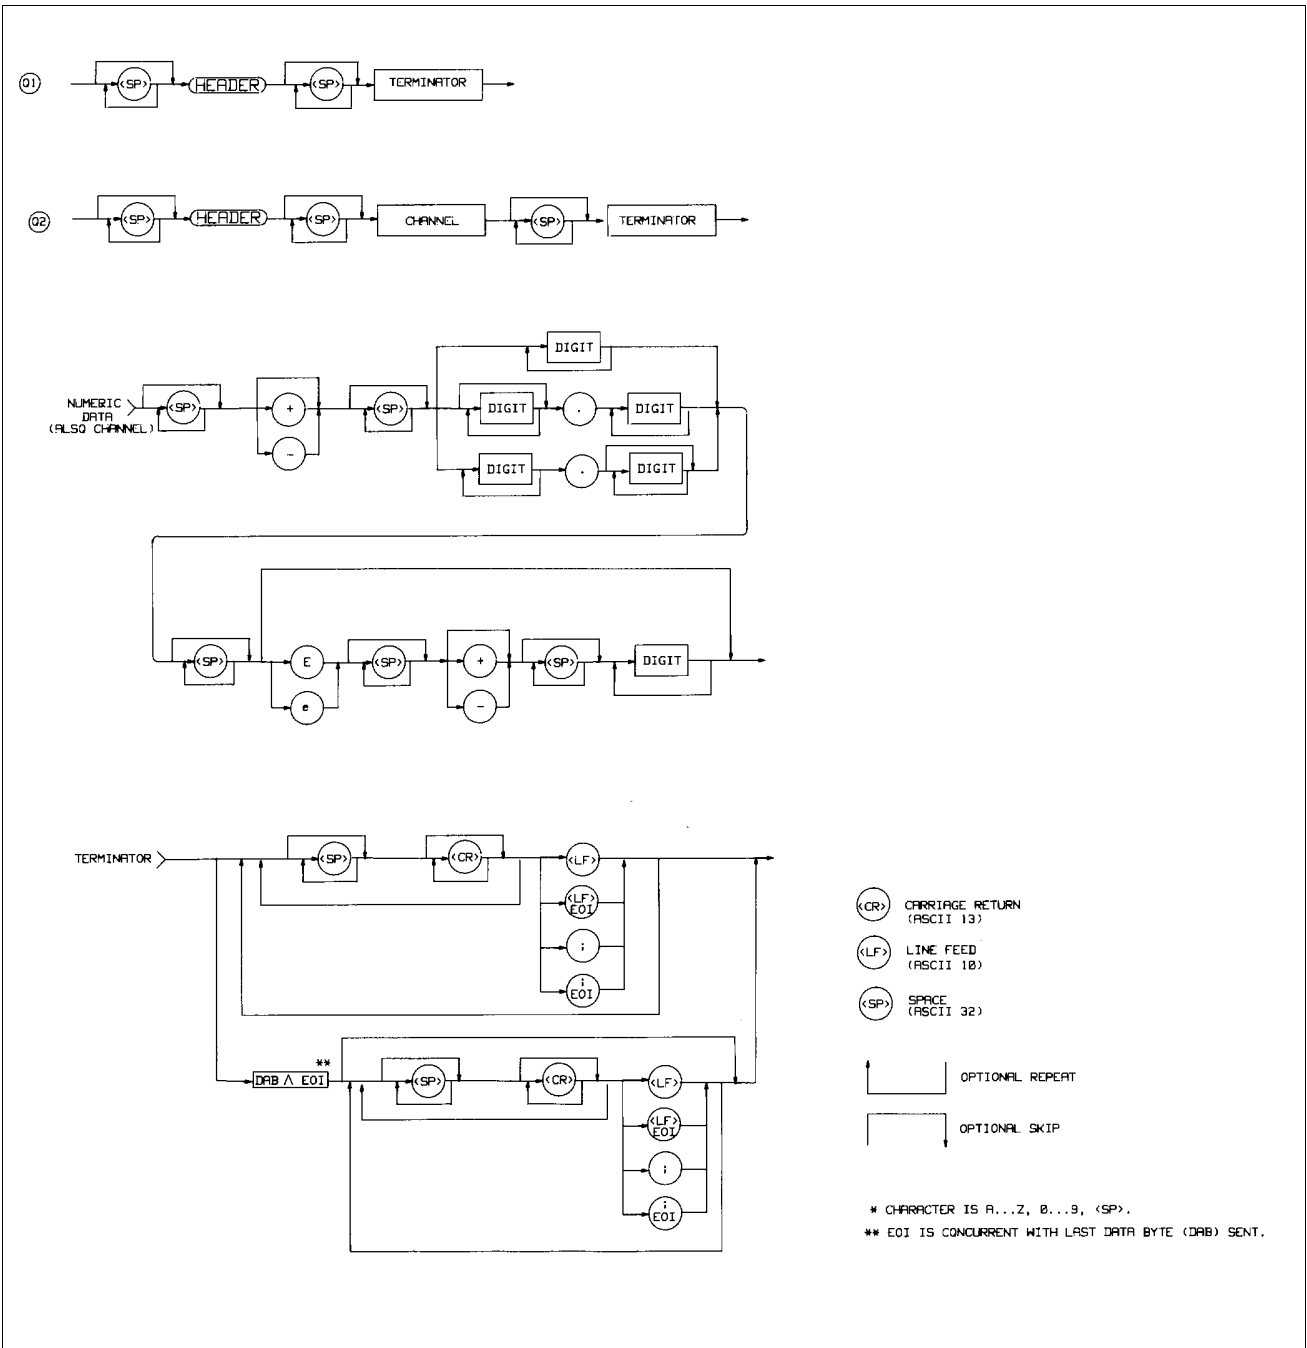 Q1 <SP> HEADER <SP> TERMINATOR
Q2 <SP> HEADER <SP> CHANNEL <SP> TERMINATOR
DIGIT
NUMERIC
DATA
(ALSO CHANNEL)
<SP> + <SP> DIGIT . DIGIT
-
DIGIT . DIGIT
<SP> E <SP> + <SP> DIGIT
e -
TERMINATOR <SP> <CR> <LF>
<LF>
EOI
;
;
EOI
<CR> CARRIAGE RETURN
(ASCII 13)
<LF> LINE FEED
(ASCII 10)
<SP> SPACE
(ASCII 32)
**
DAB Λ EOI <SP> <CR> <LF>
<LF>
EOI
;
;
EOI
OPTIONAL REPEAT
OPTIONAL SKIP
* CHARACTER IS A...Z, 0...9, <SP>.
** EOI IS CONCURRENT WITH LAST DATA BYTE (DAB) SENT.